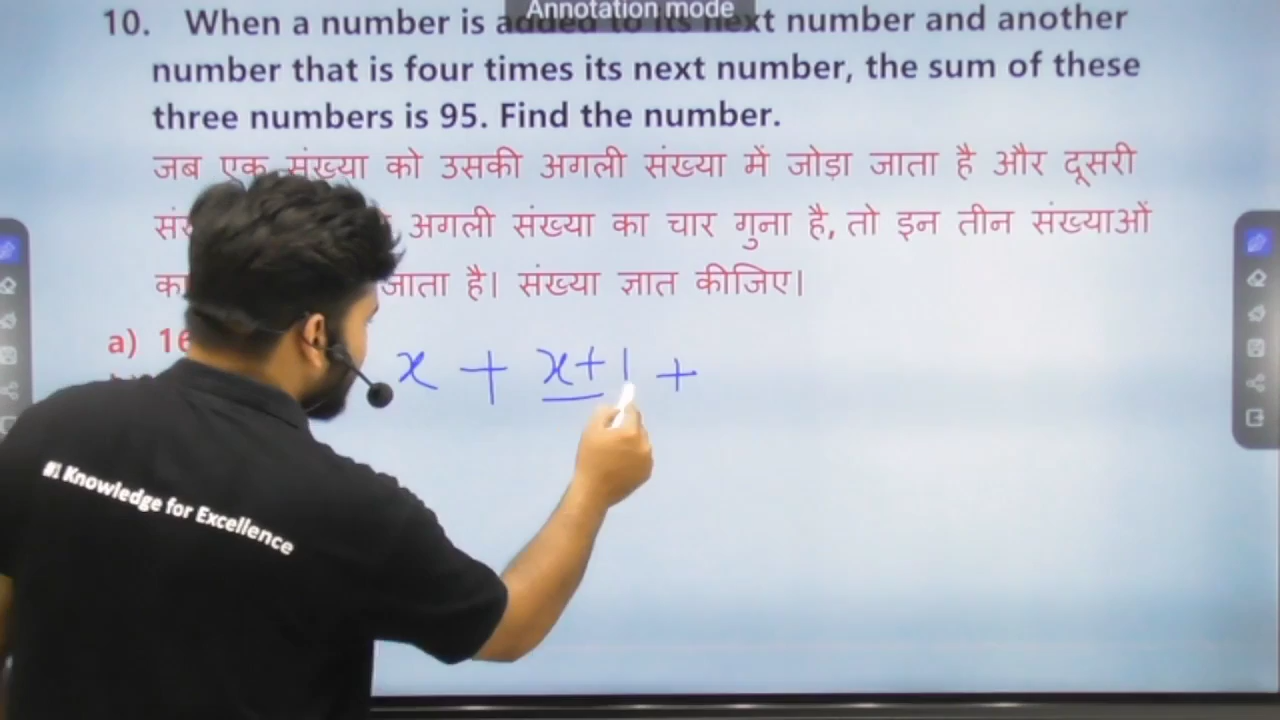 Annotation mode
10. When a number is added to its next number and another
number that is four times its next number, the sum of these
three numbers is 95. Find the number.
जब एक संख्या को उसकी अगली संख्या में जोड़ा जाता है और दूसरी
अगली संख्या का चार गुना है, तो इन तीन संख्याओं
जाता है। संख्या ज्ञात कीजिए।
a) 16
x + x+1 +
#1 Knowledge for Excellence